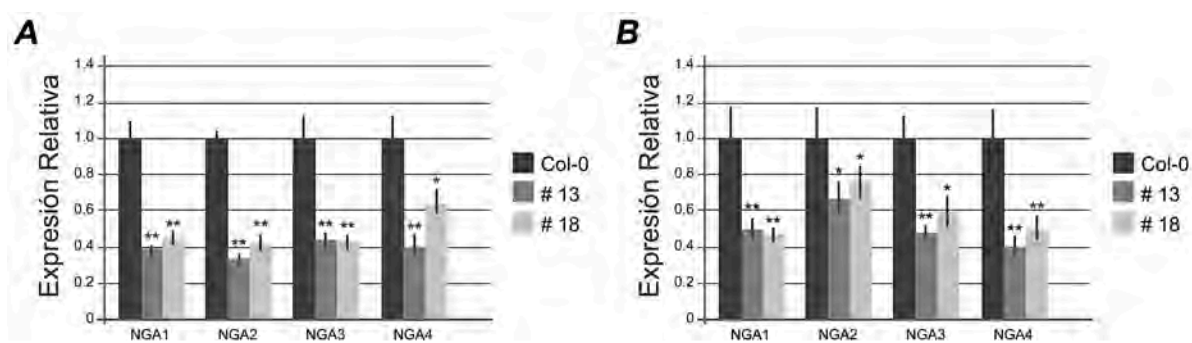 A
Expresión Relativa
1.4
1.2
1.0
0.8
0.6
0.4
0.2
0
** ** ** ** ** ** ** *
NGA1 NGA2 NGA3 NGA4
Col-0
# 13
# 18
B
Expresión Relativa
1.4
1.2
1.0
0.8
0.6
0.4
0.2
0
** ** * * ** * ** **
NGA1 NGA2 NGA3 NGA4
Col-0
# 13
# 18